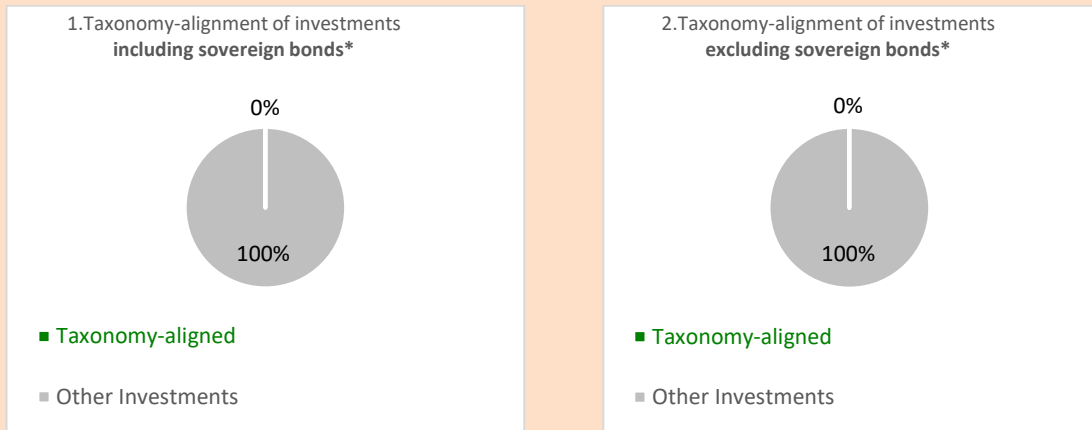 1.Taxonomy-alignment of investments
including sovereign bonds*
0%
100%
Taxonomy-aligned
Other Investments
2.Taxonomy-alignment of investments
excluding sovereign bonds*
0%
100%
Taxonomy-aligned
Other Investments